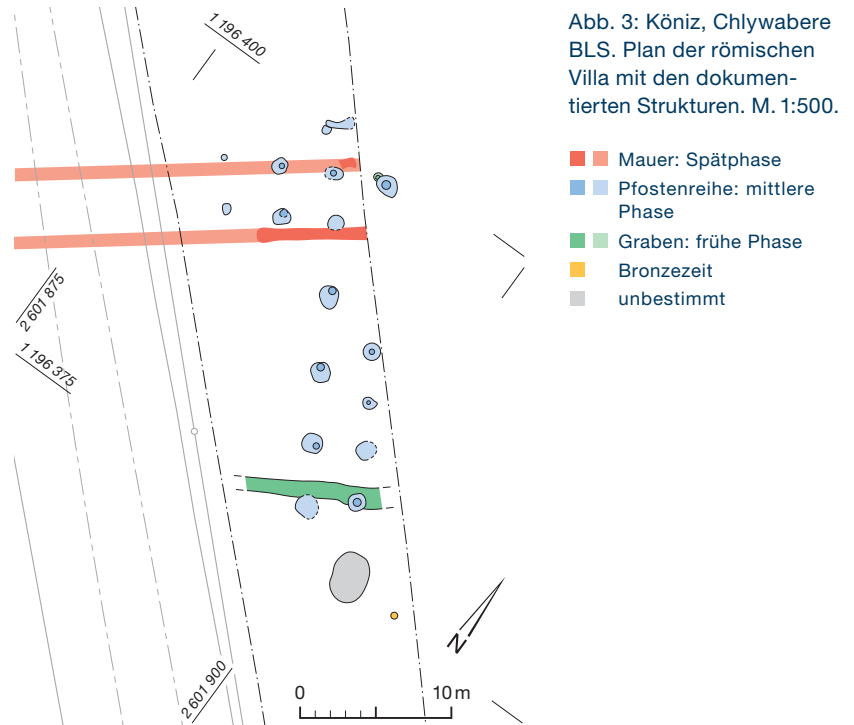 1 196 400
Abb. 3: Köniz, Chlywabere
BLS. Plan der römischen
Villa mit den dokumen-
tierten Strukturen. M. 1:500.
Mauer: Spätphase
Pfostenreihe: mittlere
Phase
Graben: frühe Phase
Bronzezeit
unbestimmt
2 601 875
1 196 375
2 601 900
N
0 10 m